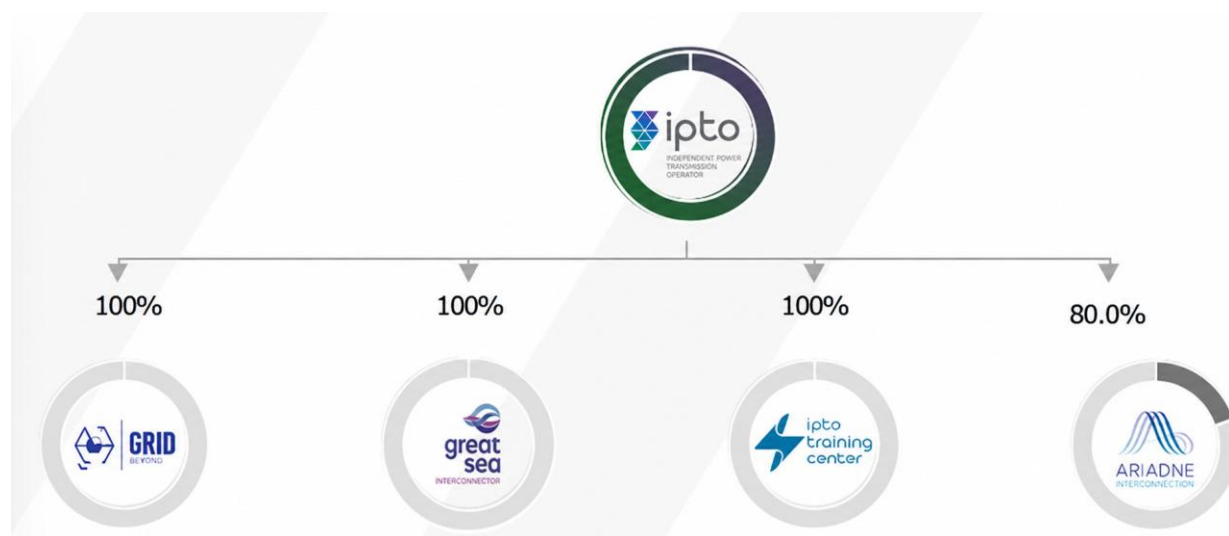 ipto
INDEPENDENT POWER
TRANSMISSION
OPERATOR
100%
100%
100%
80.0%
GRID
BEYOND
great
sea
INTERCONNECTOR
ipto
training
center
ARIADNE
INTERCONNECTION